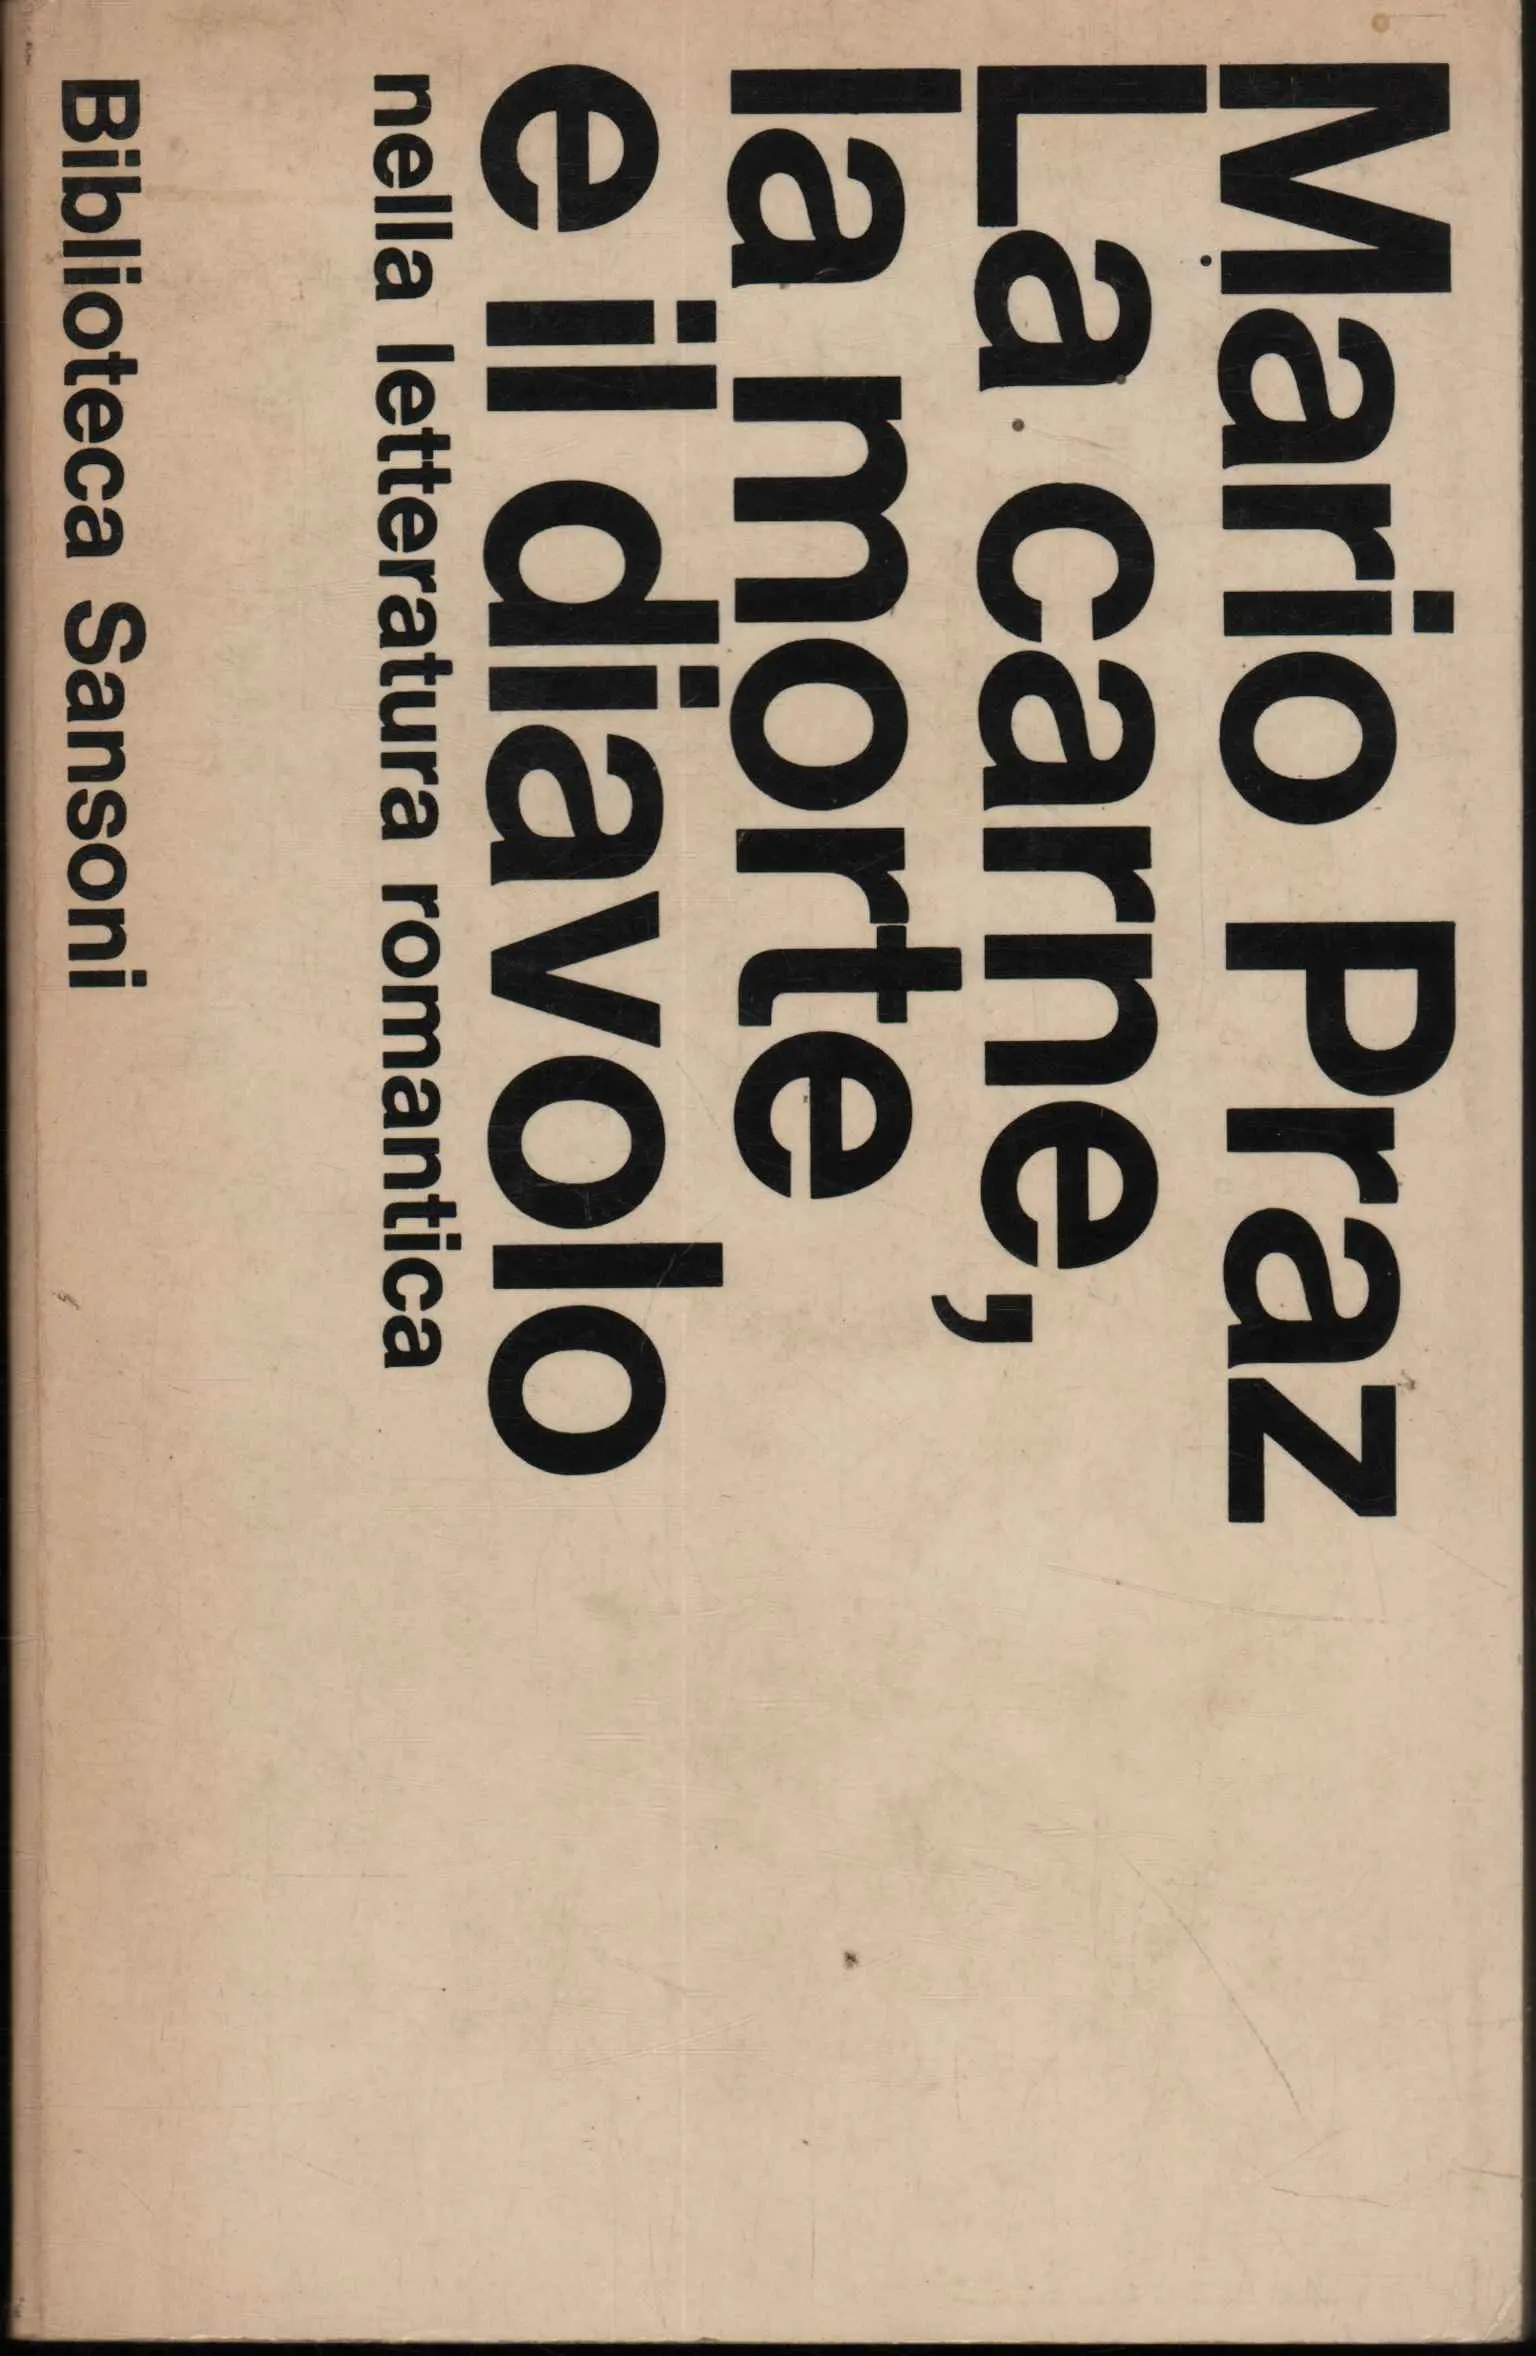 Mario Praz
La carne,
la morte
e il diavolo
nella letteratura romantica
Biblioteca Sansoni